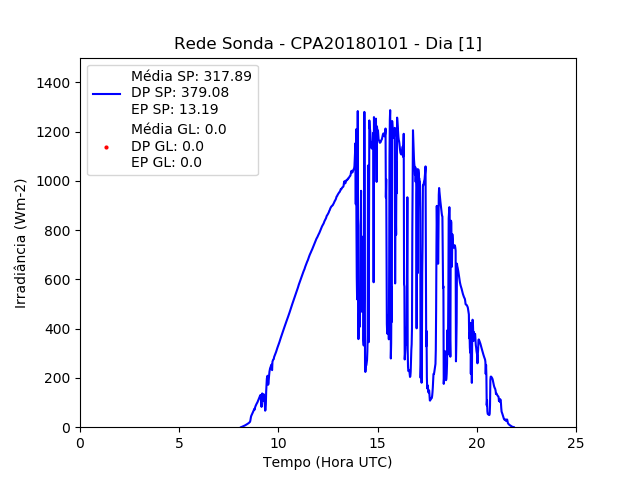 Rede Sonda - CPA20180101 - Dia [1]
Média SP: 317.89
DP SP: 379.08
EP SP: 13.19
Média GL: 0.0
DP GL: 0.0
EP GL: 0.0
Irradiância (Wm-2)
1400
1200
1000
800
600
400
200
0
0 5 10 15 20 25
Tempo (Hora UTC)